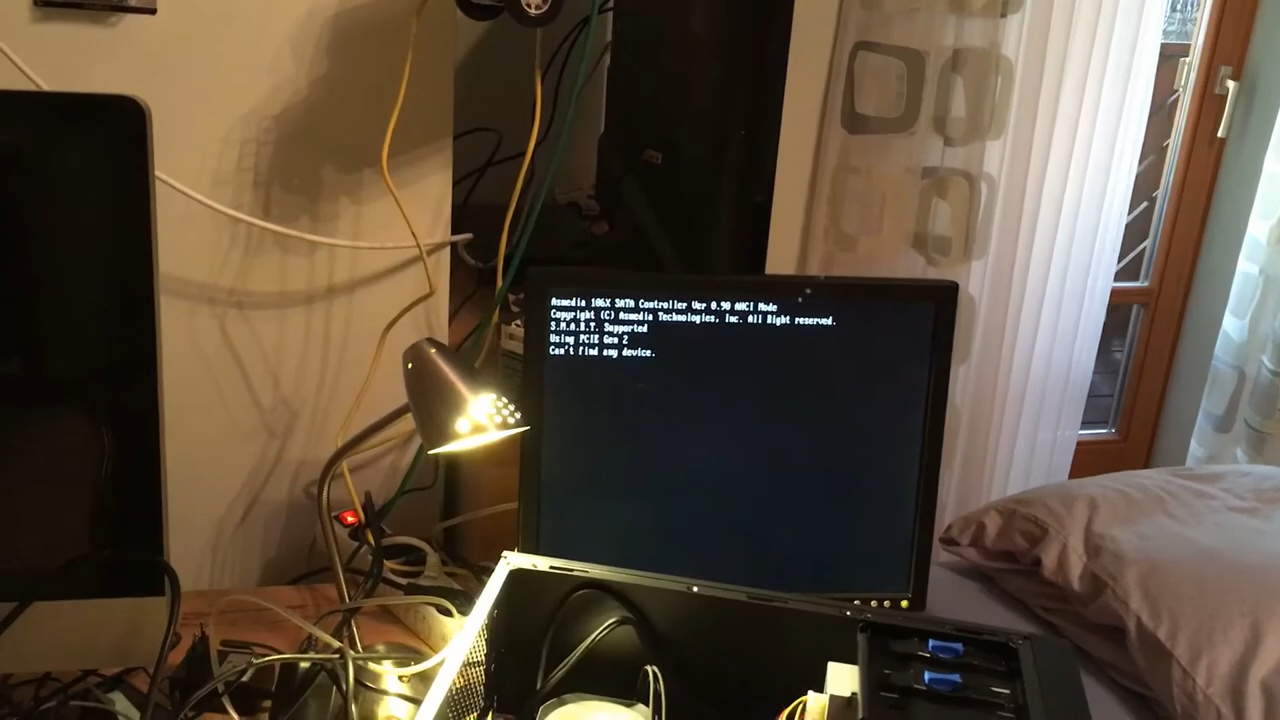 Asmedia 106X SATA Controller Ver 0.90 AHCI Mode
Copyright (C) Asmedia Technologies, Inc. All Right reserved.
S.M.A.R.T. Supported
Using PCIE Gen 2
Can't find any device.